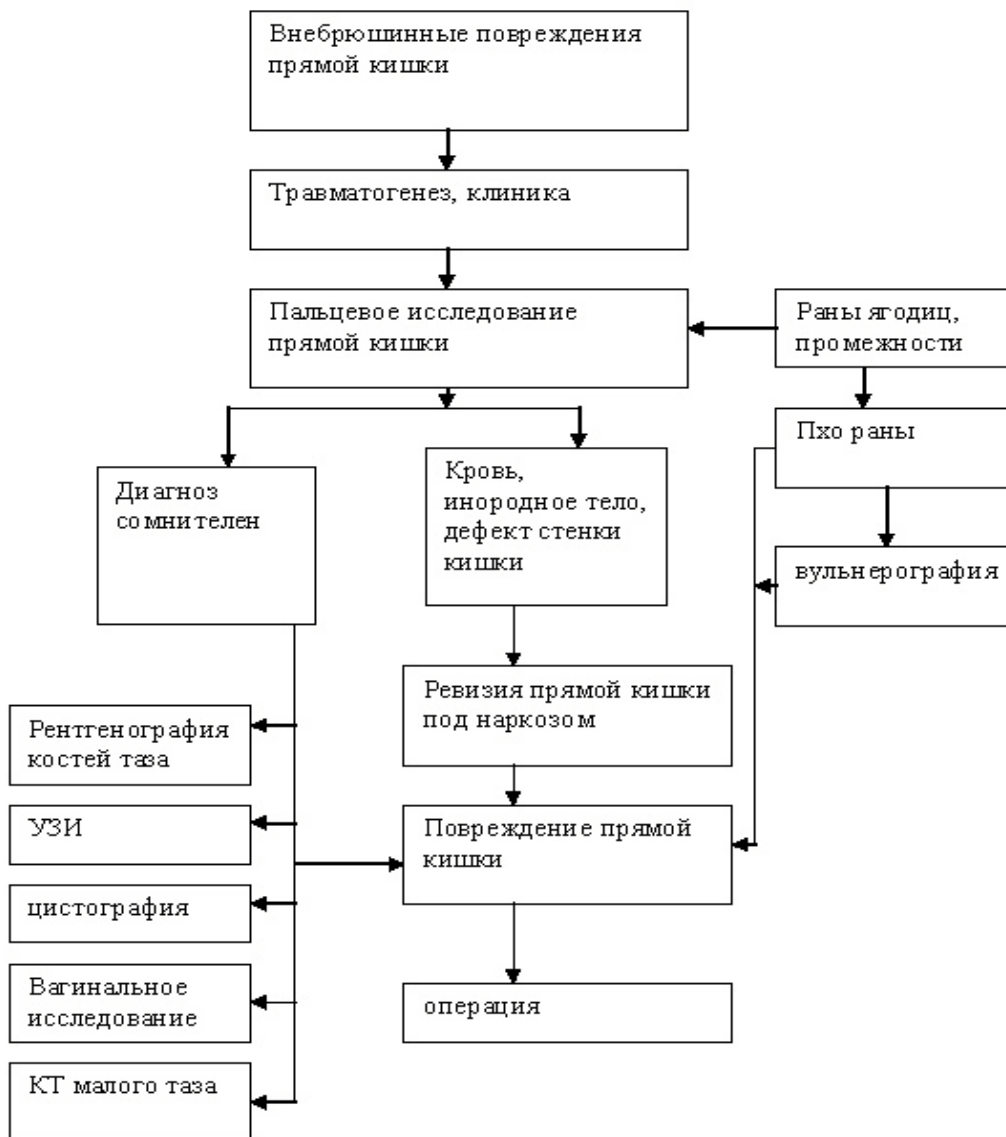 Внебрюшинные повреждения
прямой кишки
Травматогенез, клиника
Пальцевое исследование
прямой кишки
Раны ягодиц,
промежности
Пхо раны
вульнерография
Диагноз
сомнителен
Кровь,
инородное тело,
дефект стенки
кишки
Ревизия прямой кишки
под наркозом
Рентгенография
костей таза
УЗИ
Повреждение прямой
кишки
цистография
Вагинальное
исследование
операция
КТ малого таза